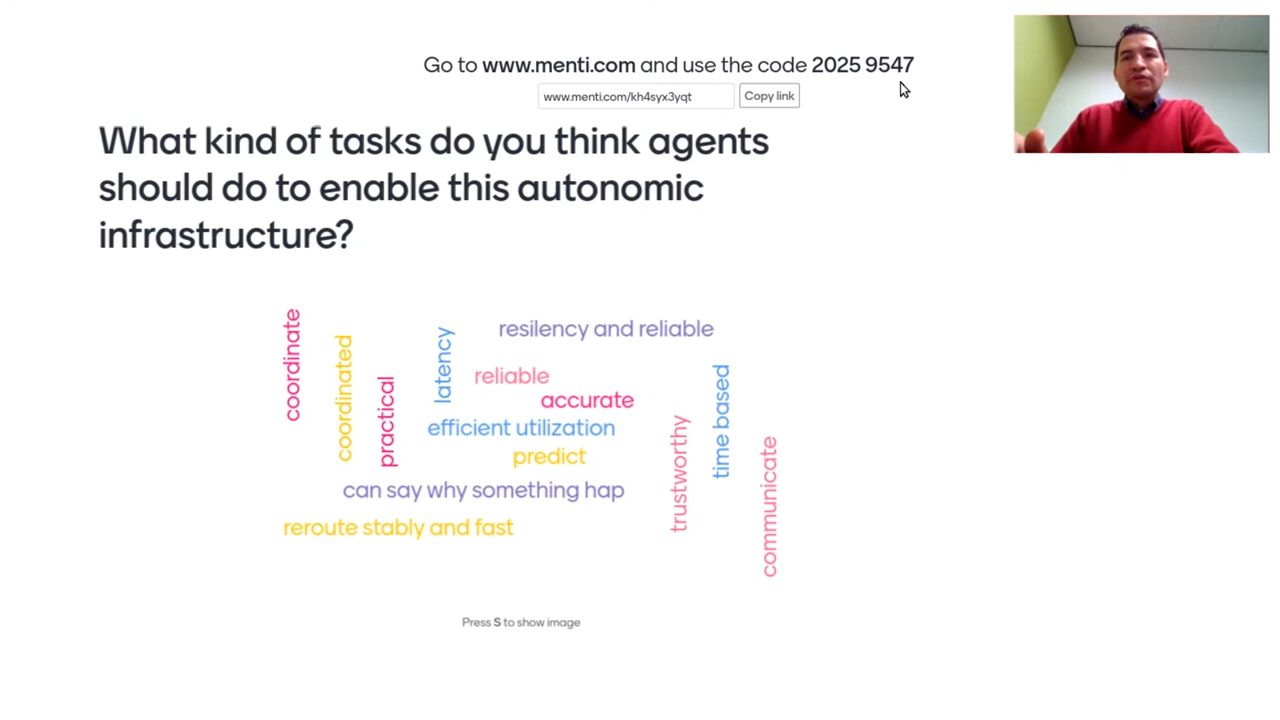 Go to www.menti.com and use the code 2025 9547
www.menti.com/kh4syx3yqt
Copy link
What kind of tasks do you think agents
should do to enable this autonomic
infrastructure?
coordinate
coordinated
practical
latency
resilency and reliable
reliable
accurate
efficient utilization
predict
can say why something hap
reroute stably and fast
trustworthy
time based
communicate
Press S to show image